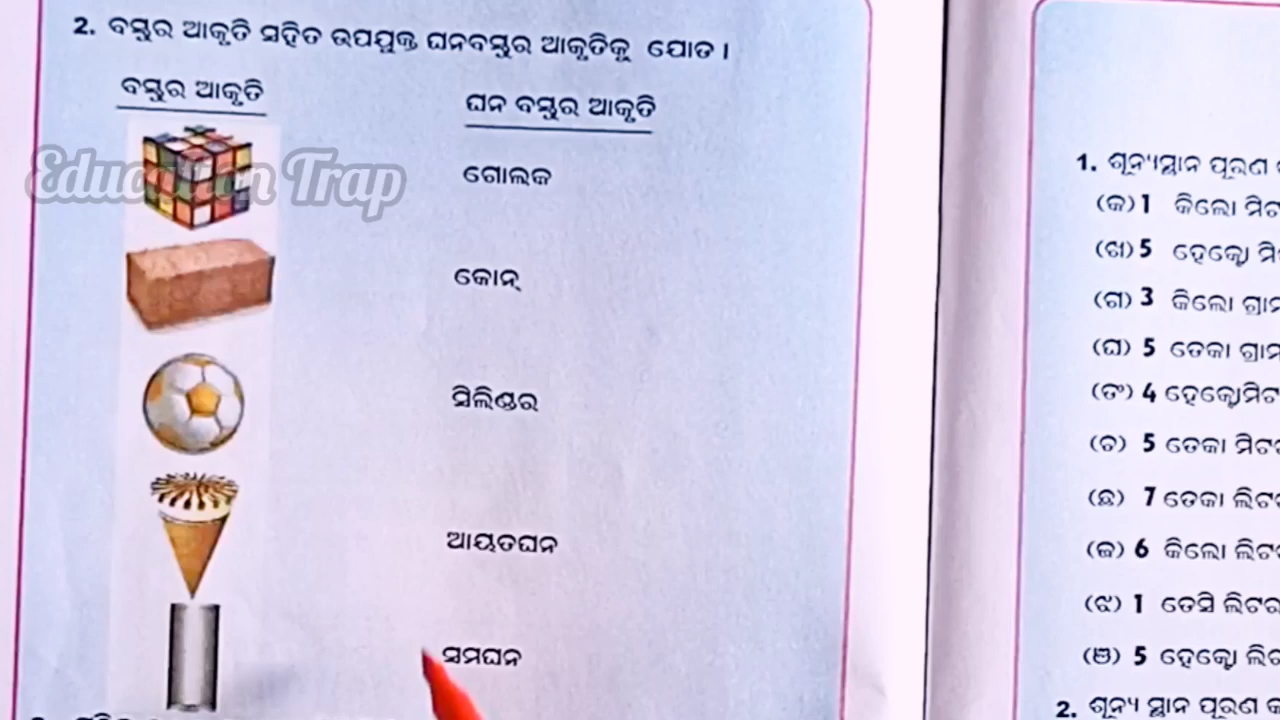 2. ବସ୍ତୁର ଆକୃତି ସହିତ ଉପଯୁକ୍ତ ଘନବସ୍ତୁର ଆକୃତିକୁ ଯୋଡ ।
ବସ୍ତୁର ଆକୃତି
ଘନ ବସ୍ତୁର ଆକୃତି
Education Trap
ଗୋଲକ
କୋନ୍
ସିଲିଣ୍ଡର
ଆୟତଘନ
ସମଘନ
1. ଶୂନ୍ୟସ୍ଥାନ ପୂରଣ
(କ) 1 କିଲୋ ମିଟ
(ଖ) 5 ହେକ୍ଟୋ ମି
(ଗ) 3 କିଲୋ ଗ୍ରା
(ଘ) 5 ଡେକା ଗ୍ରା
(ଙ) 4 ହେକ୍ଟୋମିଟ
(ଚ) 5 ଡେକା ମିଟ
(ଛ) 7 ଡେକା ଲିଟ
(ଜ) 6 କିଲୋ ଲିଟ
(ଝ) 1 ଡେସି ଲିଟର
(ଞ) 5 ହେକ୍ଟୋ ଲିଟ
2. ଶୂନ୍ୟ ସ୍ଥାନ ପୂରଣ